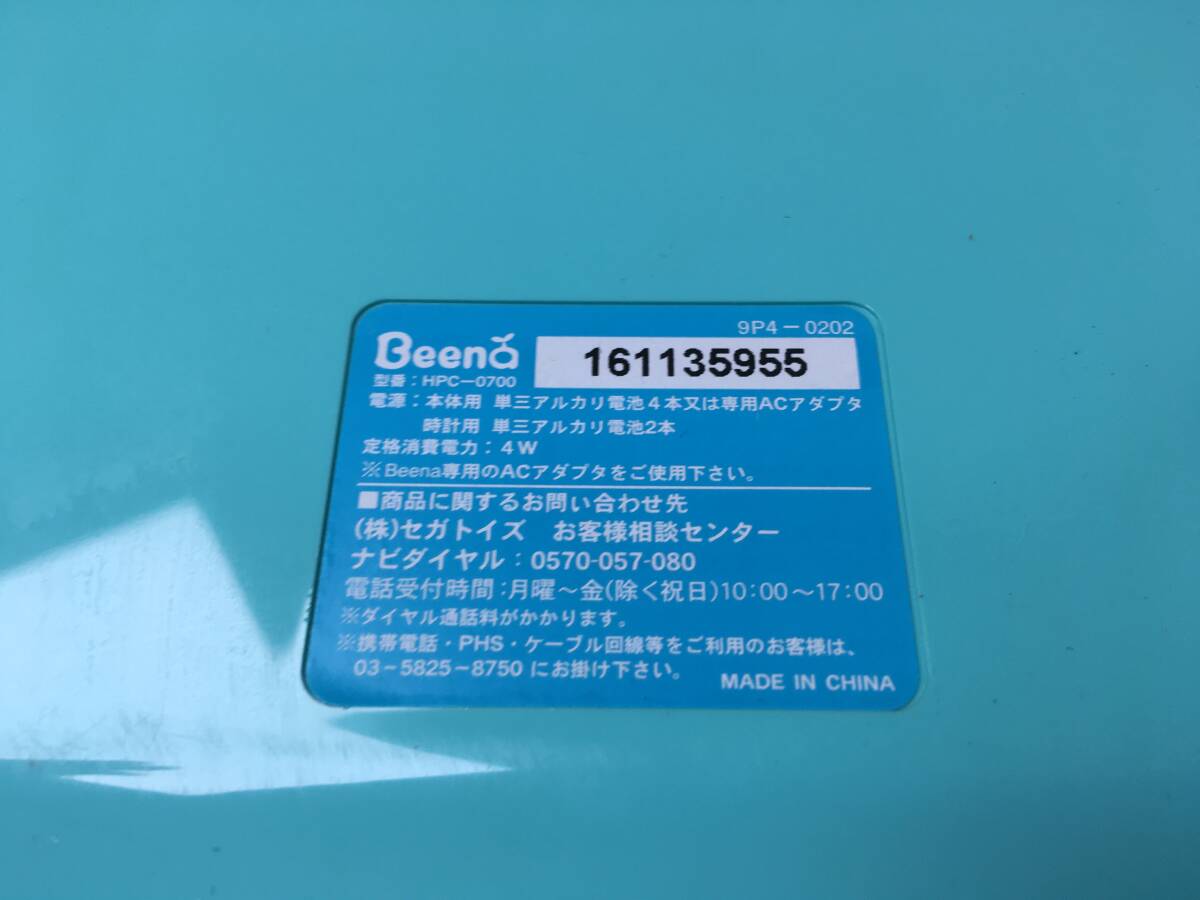 9P4－0202
Beena
161135955
型番：HPC－0700
電源：本体用 単三アルカリ電池４本又は専用ACアダプタ
時計用 単三アルカリ電池2本
定格消費電力：４Ｗ
※Beena専用のACアダプタをご使用下さい。
■商品に関するお問い合わせ先
(株)セガトイズ　お客様相談センター
ナビダイヤル：0570-057-080
電話受付時間:月曜～金(除く祝日)10:00～17:00
※ダイヤル通話料がかかります。
※携帯電話・PHS・ケーブル回線等をご利用のお客様は、
03－5825－8750 にお掛け下さい。
MADE IN CHINA